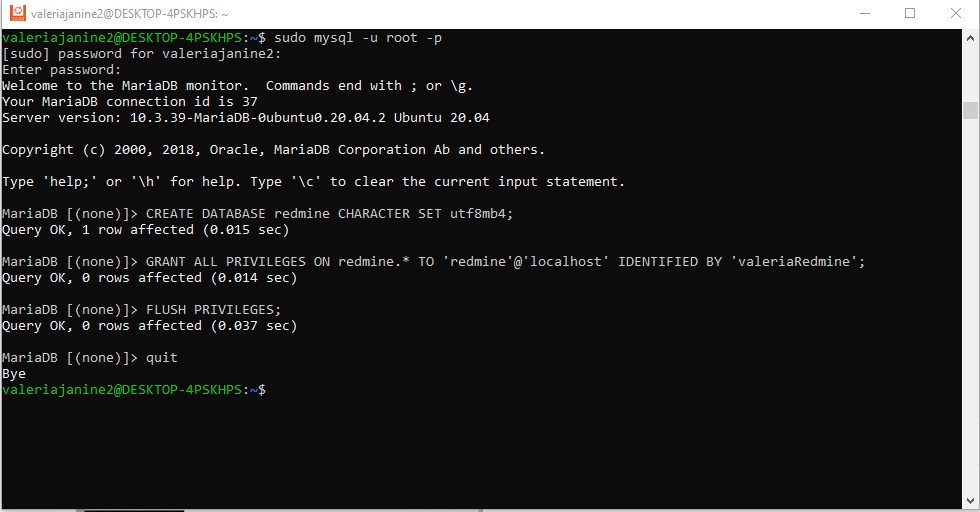 valeriajanine2@DESKTOP-4PSKHPS: ~
valeriajanine2@DESKTOP-4PSKHPS:~$ sudo mysql -u root -p
[sudo] password for valeriajanine2:
Enter password:
Welcome to the MariaDB monitor.  Commands end with ; or \g.
Your MariaDB connection id is 37
Server version: 10.3.39-MariaDB-0ubuntu0.20.04.2 Ubuntu 20.04
Copyright (c) 2000, 2018, Oracle, MariaDB Corporation Ab and others.
Type 'help;' or '\h' for help. Type '\c' to clear the current input statement.
MariaDB [(none)]> CREATE DATABASE redmine CHARACTER SET utf8mb4;
Query OK, 1 row affected (0.015 sec)
MariaDB [(none)]> GRANT ALL PRIVILEGES ON redmine.* TO 'redmine'@'localhost' IDENTIFIED BY 'valeriaRedmine';
Query OK, 0 rows affected (0.014 sec)
MariaDB [(none)]> FLUSH PRIVILEGES;
Query OK, 0 rows affected (0.037 sec)
MariaDB [(none)]> quit
Bye
valeriajanine2@DESKTOP-4PSKHPS:~$